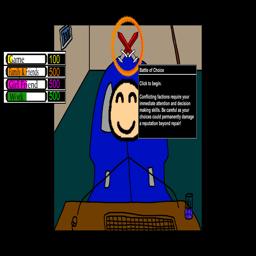 Game 100
Family Friends 500
Girl Friend 500
Work 500
Battle of Choice
Click to begin.
Conflicting factions require your
immediate attention and decision
making skills. Be careful as your
choices could permanently damage
a reputation beyond repair!